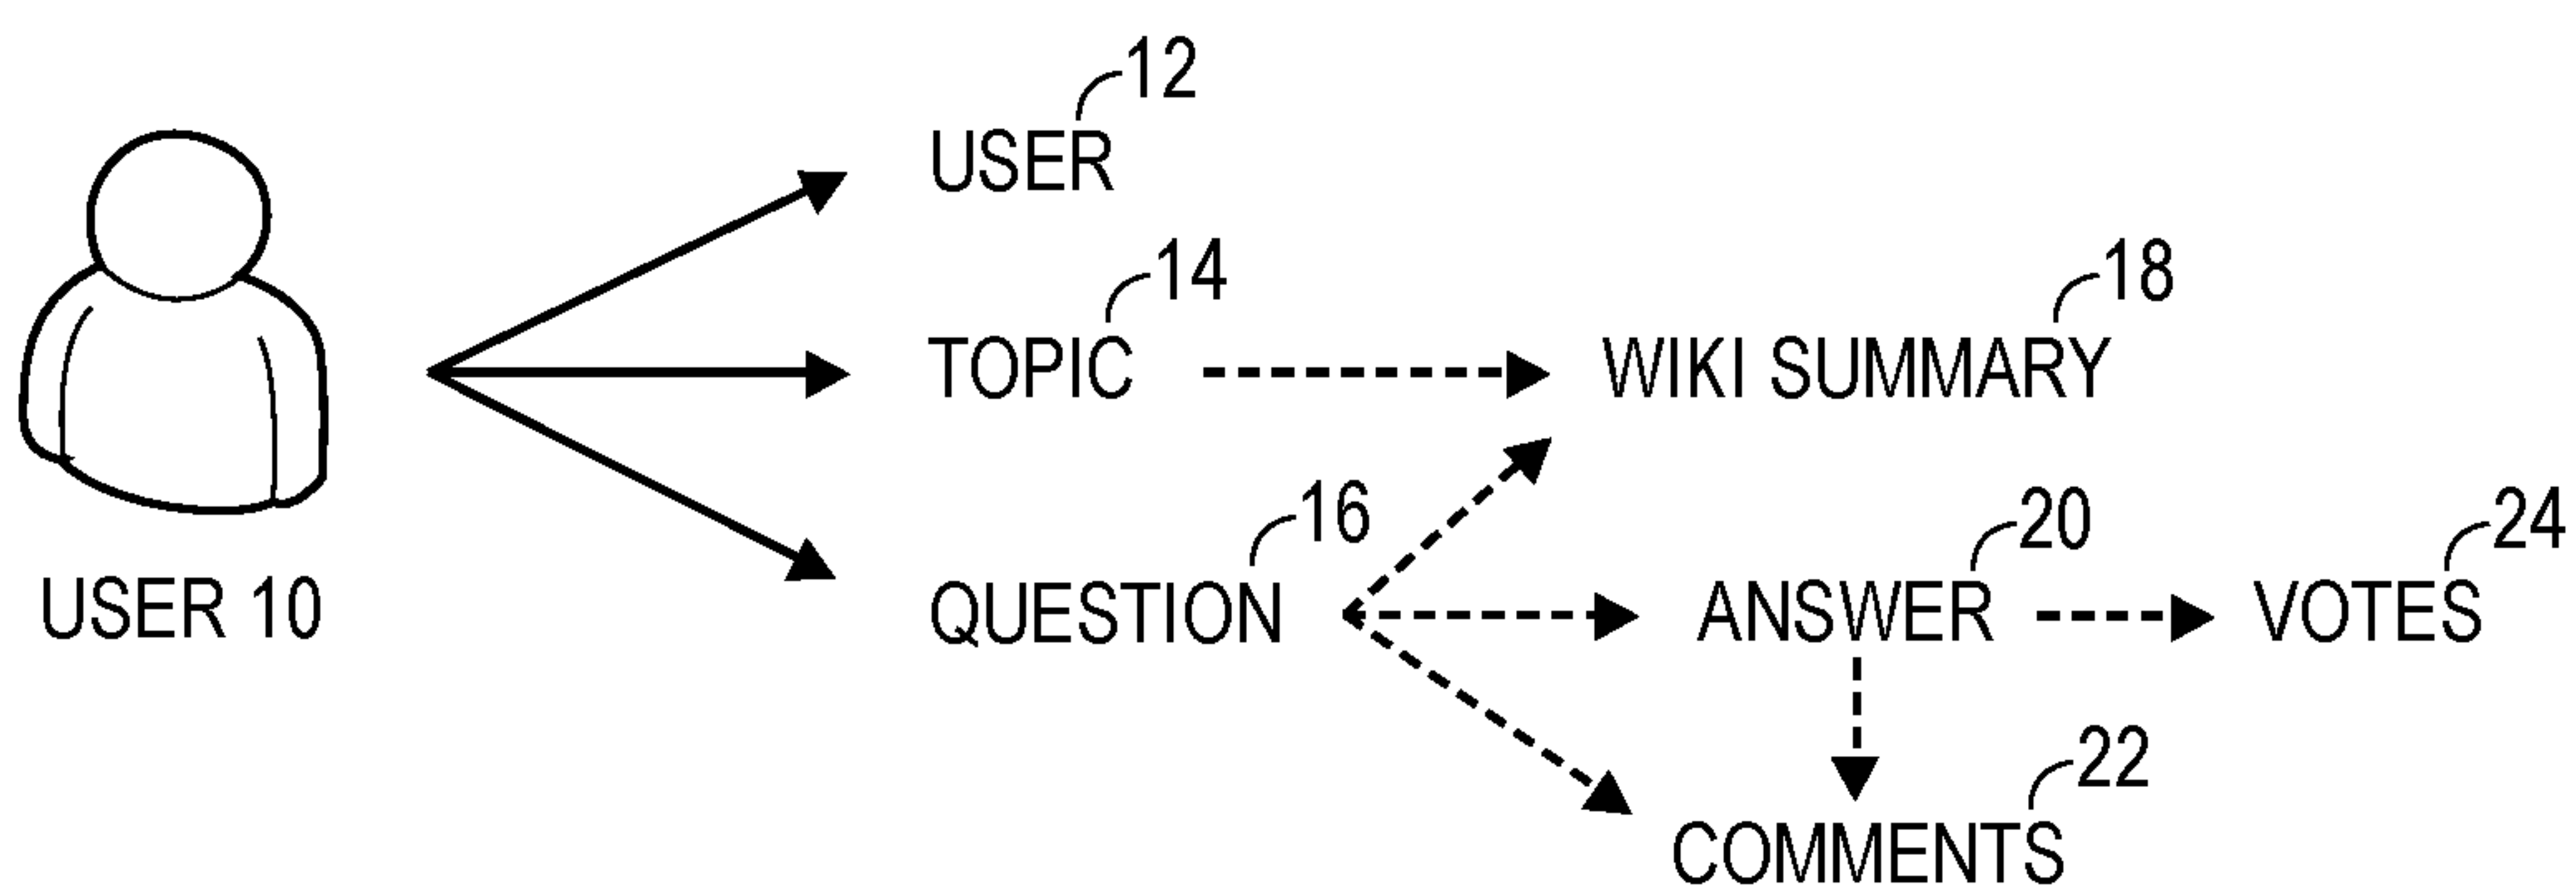 12
USER
14
TOPIC
18
WIKI SUMMARY
16
QUESTION
20
ANSWER
24
VOTES
USER 10
22
COMMENTS